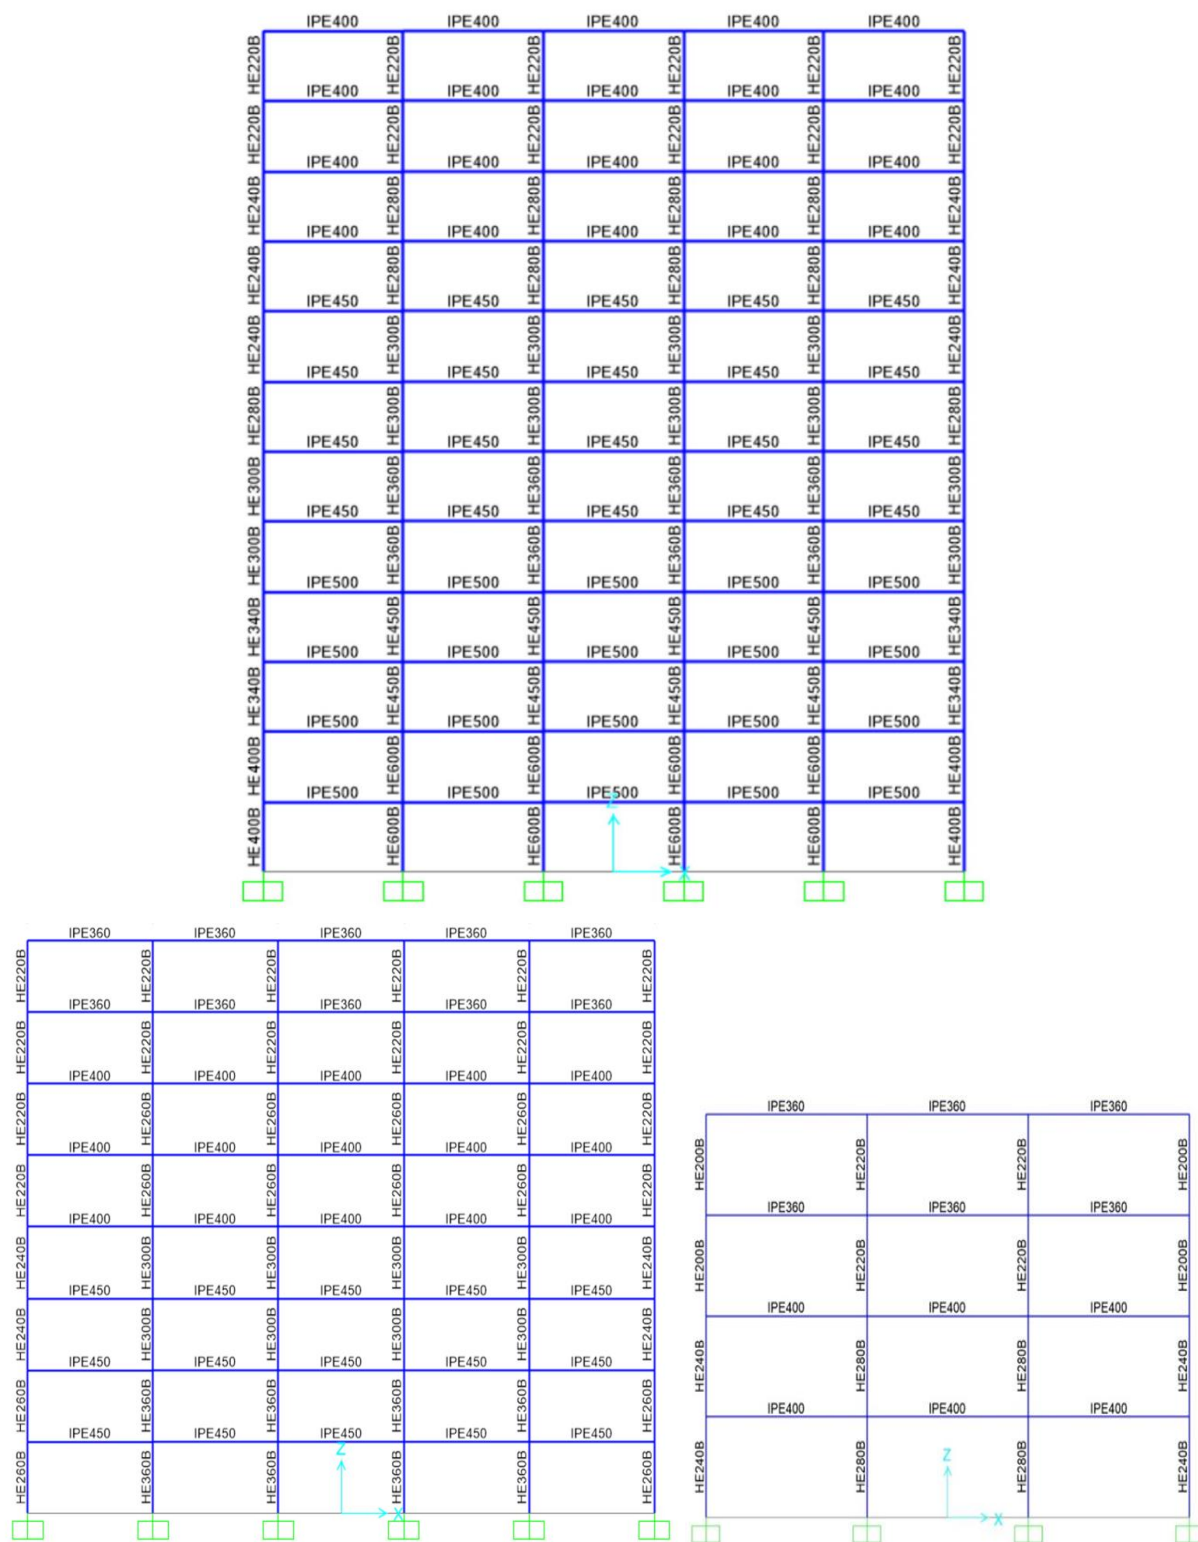 IPE400 IPE400 IPE400 IPE400 IPE400
HE220B HE220B HE220B HE220B HE220B HE220B
IPE400 IPE400 IPE400 IPE400 IPE400
HE220B HE220B HE220B HE220B HE220B HE220B
IPE400 IPE400 IPE400 IPE400 IPE400
HE240B HE280B HE280B HE280B HE280B HE240B
IPE400 IPE400 IPE400 IPE400 IPE400
HE240B HE280B HE280B HE280B HE280B HE240B
IPE450 IPE450 IPE450 IPE450 IPE450
HE240B HE300B HE300B HE300B HE300B HE240B
IPE450 IPE450 IPE450 IPE450 IPE450
HE280B HE300B HE300B HE300B HE300B HE280B
IPE450 IPE450 IPE450 IPE450 IPE450
HE300B HE360B HE360B HE360B HE360B HE300B
IPE450 IPE450 IPE450 IPE450 IPE450
HE300B HE360B HE360B HE360B HE360B HE300B
IPE500 IPE500 IPE500 IPE500 IPE500
HE340B HE450B HE450B HE450B HE450B HE340B
IPE500 IPE500 IPE500 IPE500 IPE500
HE340B HE450B HE450B HE450B HE450B HE340B
IPE500 IPE500 IPE500 IPE500 IPE500
HE400B HE600B HE600B HE600B HE600B HE400B
IPE500 IPE500 IPE500 IPE500 IPE500
Z
HE400B HE600B HE600B HE600B HE600B HE400B
X
IPE360 IPE360 IPE360 IPE360 IPE360
HE220B HE220B HE220B HE220B HE220B HE220B
IPE360 IPE360 IPE360 IPE360 IPE360
HE220B HE220B HE220B HE220B HE220B HE220B
IPE400 IPE400 IPE400 IPE400 IPE400
HE220B HE260B HE260B HE260B HE260B HE220B
IPE400 IPE400 IPE400 IPE400 IPE400
HE220B HE260B HE260B HE260B HE260B HE220B
IPE400 IPE400 IPE400 IPE400 IPE400
HE240B HE300B HE300B HE300B HE300B HE240B
IPE450 IPE450 IPE450 IPE450 IPE450
HE240B HE300B HE300B HE300B HE300B HE240B
IPE450 IPE450 IPE450 IPE450 IPE450
HE260B HE360B HE360B HE360B HE360B HE260B
IPE450 IPE450 IPE450 IPE450 IPE450
Z
HE260B HE360B HE360B HE360B HE360B HE260B
X
IPE360 IPE360 IPE360
HE200B HE220B HE220B HE200B
IPE360 IPE360 IPE360
HE200B HE220B HE220B HE200B
IPE400 IPE400 IPE400
HE240B HE280B HE280B HE240B
IPE400 IPE400 IPE400
HE240B HE280B HE280B HE240B
Z
X